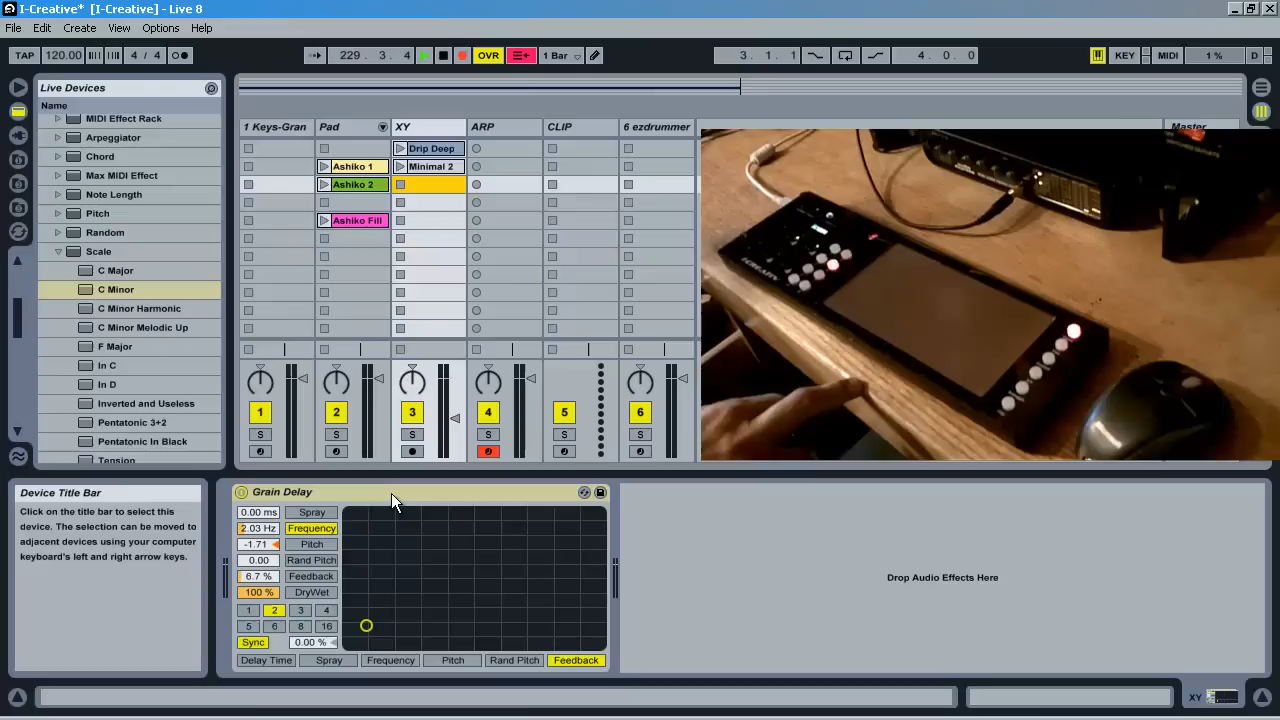 I-Creative* [I-Creative] - Live 8
File Edit Create View Options Help
TAP 120.00 4 / 4 229. 3. 4 OVR 1 Bar 3. 1. 1 4. 0. 0 KEY MIDI 1 % D
Live Devices
Name
MIDI Effect Rack
Arpeggiator
Chord
Max MIDI Effect
Note Length
Pitch
Random
Scale
C Major
C Minor
C Minor Harmonic
C Minor Melodic Up
F Major
In C
In D
Inverted and Useless
Pentatonic 3+2
Pentatonic In Black
Tension
1 Keys-Gran Pad XY ARP CLIP 6 ezdrummer Master
Drip Deep
Ashiko 1 Minimal 2
Ashiko 2
Ashiko Fill
1 2 3 4 5 6
S S S S S S
Device Title Bar
Click on the title bar to select this
device. The selection can be moved to
adjacent devices using your computer
keyboard's left and right arrow keys.
Grain Delay
0.00 ms Spray
2.03 Hz Frequency
-1.71 Pitch
0.00 Rand Pitch
6.7 % Feedback
100 % DryWet
1 2 3 4
5 6 8 16
Sync 0.00 %
Delay Time Spray Frequency Pitch Rand Pitch Feedback
Drop Audio Effects Here
XY